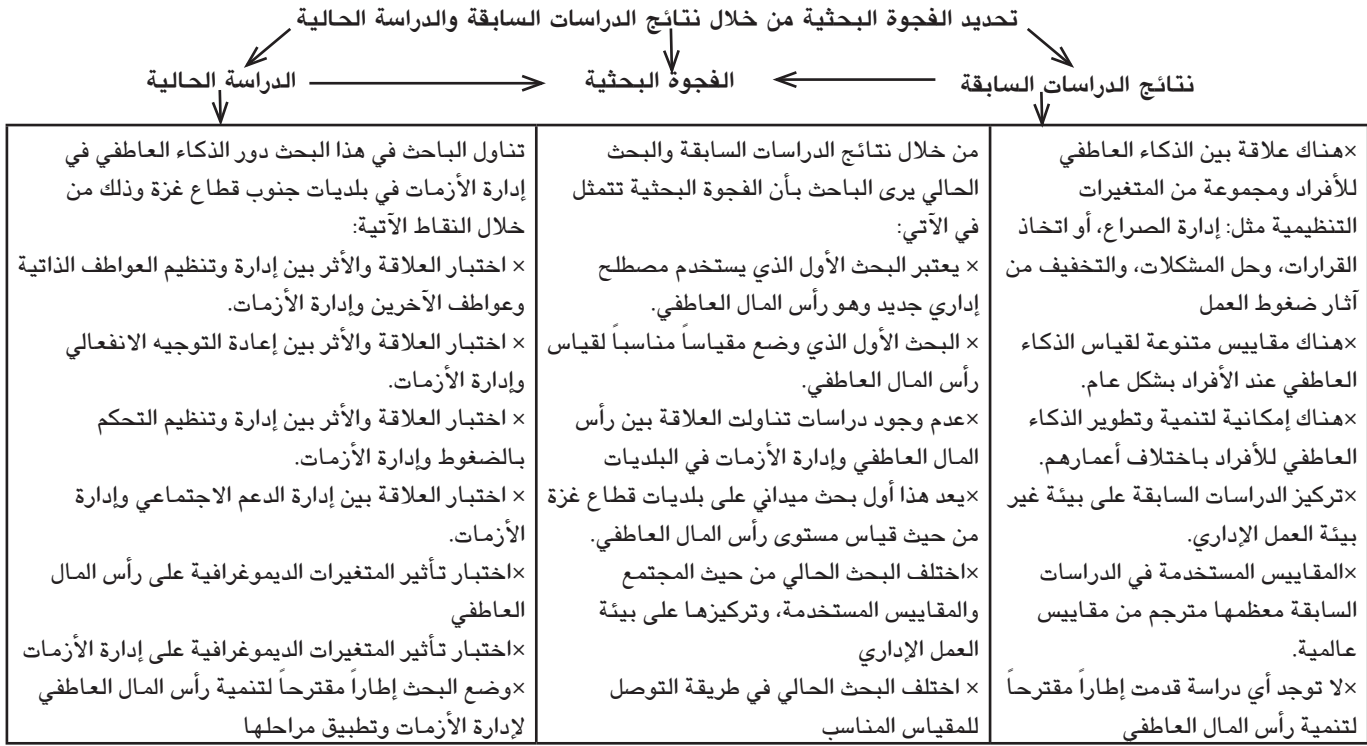 تحديد الفجوة البحثية من خلال نتائج الدراسات السابقة والدراسة الحالية
نتائج الدراسات السابقة
الفجوة البحثية
الدراسة الحالية
×هناك علاقة بين الذكاء العاطفي
للأفراد ومجموعة من المتغيرات
التنظيمية مثل: إدارة الصراع، أو اتخاذ
القرارات، وحل المشكلات، والتخفيف من
آثار ضغوط العمل
×هناك مقاييس متنوعة لقياس الذكاء
العاطفي عند الأفراد بشكل عام.
×هناك إمكانية لتنمية وتطوير الذكاء
العاطفي للأفراد باختلاف أعمارهم.
×تركيز الدراسات السابقة على بيئة غير
بيئة العمل الإداري.
×المقاييس المستخدمة في الدراسات
السابقة معظمها مترجم من مقاييس
عالمية.
×لا توجد أي دراسة قدمت إطاراً مقترحاً
لتنمية رأس المال العاطفي
من خلال نتائج الدراسات السابقة والبحث
الحالي يرى الباحث بأن الفجوة البحثية تتمثل
في الآتي:
× يعتبر البحث الأول الذي يستخدم مصطلح
إداري جديد وهو رأس المال العاطفي.
× البحث الأول الذي وضع مقياساً مناسباً لقياس
رأس المال العاطفي.
×عدم وجود دراسات تناولت العلاقة بين رأس
المال العاطفي وإدارة الأزمات في البلديات
×يعد هذا أول بحث ميداني على بلديات قطاع غزة
من حيث قياس مستوى رأس المال العاطفي.
×اختلف البحث الحالي من حيث المجتمع
والمقاييس المستخدمة، وتركيزها على بيئة
العمل الإداري
× اختلف البحث الحالي في طريقة التوصل
للمقياس المناسب
تناول الباحث في هذا البحث دور الذكاء العاطفي في
إدارة الأزمات في بلديات جنوب قطاع غزة وذلك من
خلال النقاط الآتية:
× اختبار العلاقة والأثر بين إدارة وتنظيم العواطف الذاتية
وعواطف الآخرين وإدارة الأزمات.
× اختبار العلاقة والأثر بين إعادة التوجيه الانفعالي
وإدارة الأزمات.
× اختبار العلاقة والأثر بين إدارة وتنظيم التحكم
بالضغوط وإدارة الأزمات.
× اختبار العلاقة بين إدارة الدعم الاجتماعي وإدارة
الأزمات.
×اختبار تأثير المتغيرات الديموغرافية على رأس المال
العاطفي
×اختبار تأثير المتغيرات الديموغرافية على إدارة الأزمات
×وضع البحث إطاراً مقترحاً لتنمية رأس المال العاطفي
لإدارة الأزمات وتطبيق مراحلها